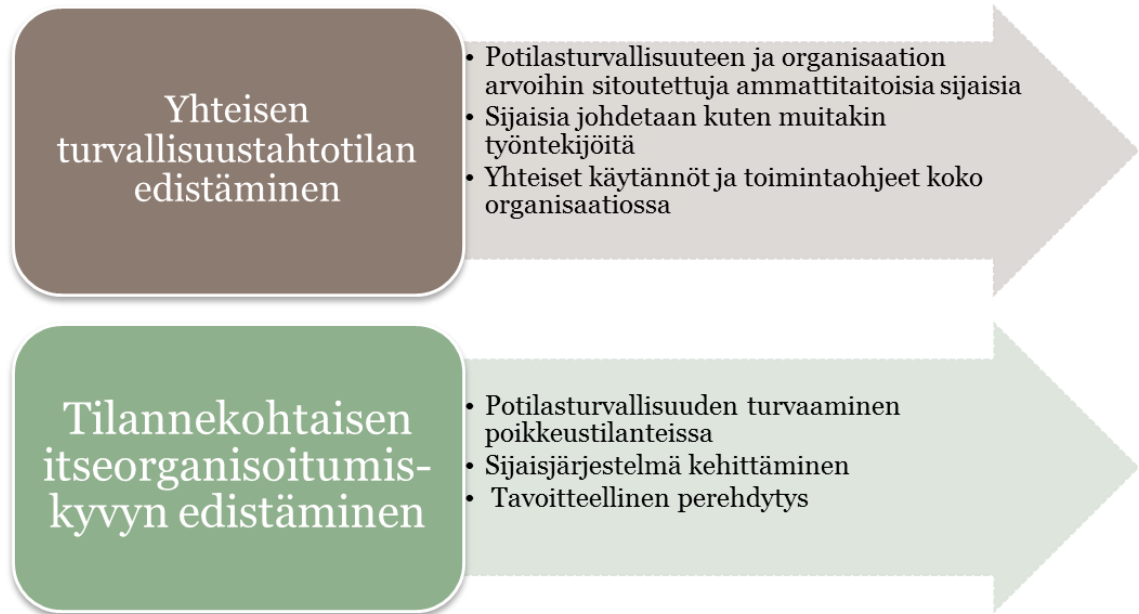 Yhteisen
turvallisuustahtotilan
edistäminen
• Potilasturvallisuuteen ja organisaation
arvoihin sitoutettuja ammattitaitoisia sijaisia
• Sijaisia johdetaan kuten muitakin
työntekijöitä
• Yhteiset käytännöt ja toimintaohjeet koko
organisaatiossa
Tilannekohtaisen
itseorganisoitumis-
kyvyn edistäminen
• Potilasturvallisuuden turvaaminen
poikkeustilanteissa
• Sijaisjärjestelmä kehittäminen
• Tavoitteellinen perehdytys